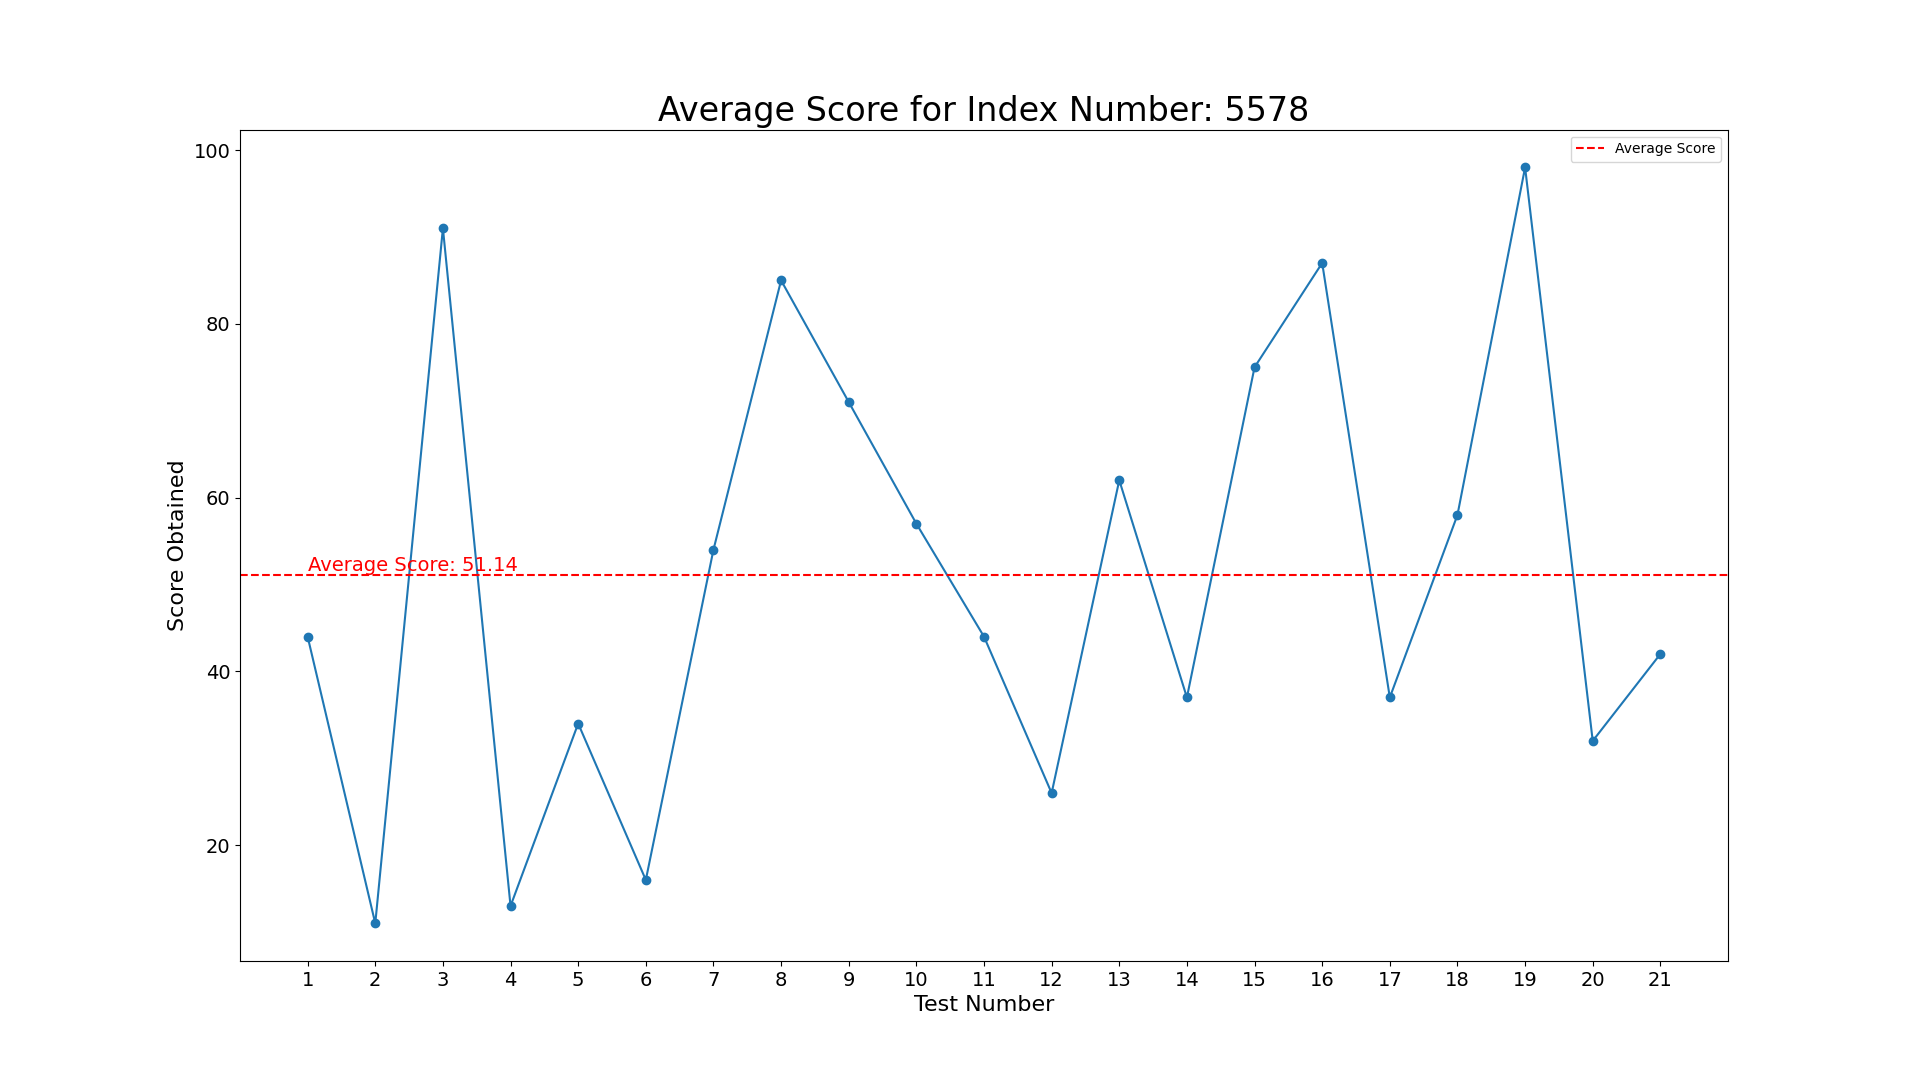 Average Score for Index Number: 5578
Average Score
100
80
60
40
20
Score Obtained
Average Score: 51.14
1 2 3 4 5 6 7 8 9 10 11 12 13 14 15 16 17 18 19 20 21
Test Number